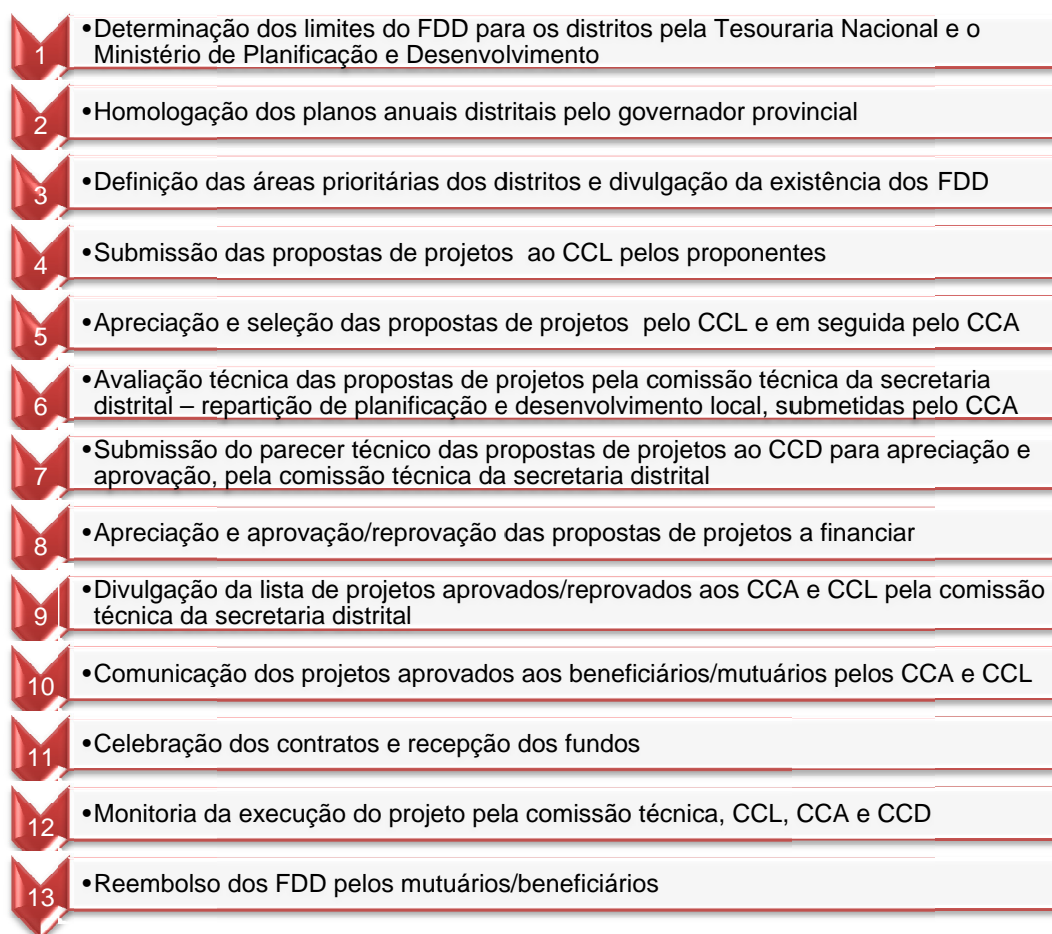 1
•Determinação dos limites do FDD para os distritos pela Tesouraria Nacional e o
Ministério de Planificação e Desenvolvimento
2
•Homologação dos planos anuais distritais pelo governador provincial
3
•Definição das áreas prioritárias dos distritos e divulgação da existência dos FDD
4
•Submissão das propostas de projetos ao CCL pelos proponentes
5
•Apreciação e seleção das propostas de projetos pelo CCL e em seguida pelo CCA
6
•Avaliação técnica das propostas de projetos pela comissão técnica da secretaria
distrital – repartição de planificação e desenvolvimento local, submetidas pelo CCA
7
•Submissão do parecer técnico das propostas de projetos ao CCD para apreciação e
aprovação, pela comissão técnica da secretaria distrital
8
•Apreciação e aprovação/reprovação das propostas de projetos a financiar
9
•Divulgação da lista de projetos aprovados/reprovados aos CCA e CCL pela comissão
técnica da secretaria distrital
10
•Comunicação dos projetos aprovados aos beneficiários/mutuários pelos CCA e CCL
11
•Celebração dos contratos e recepção dos fundos
12
•Monitoria da execução do projeto pela comissão técnica, CCL, CCA e CCD
13
•Reembolso dos FDD pelos mutuários/beneficiários